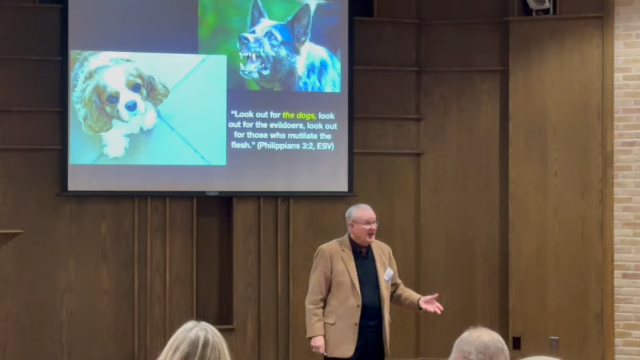 “Look out for the dogs, look
out for the evildoers, look out
for those who mutilate the
flesh.” (Philippians 3:2, ESV)